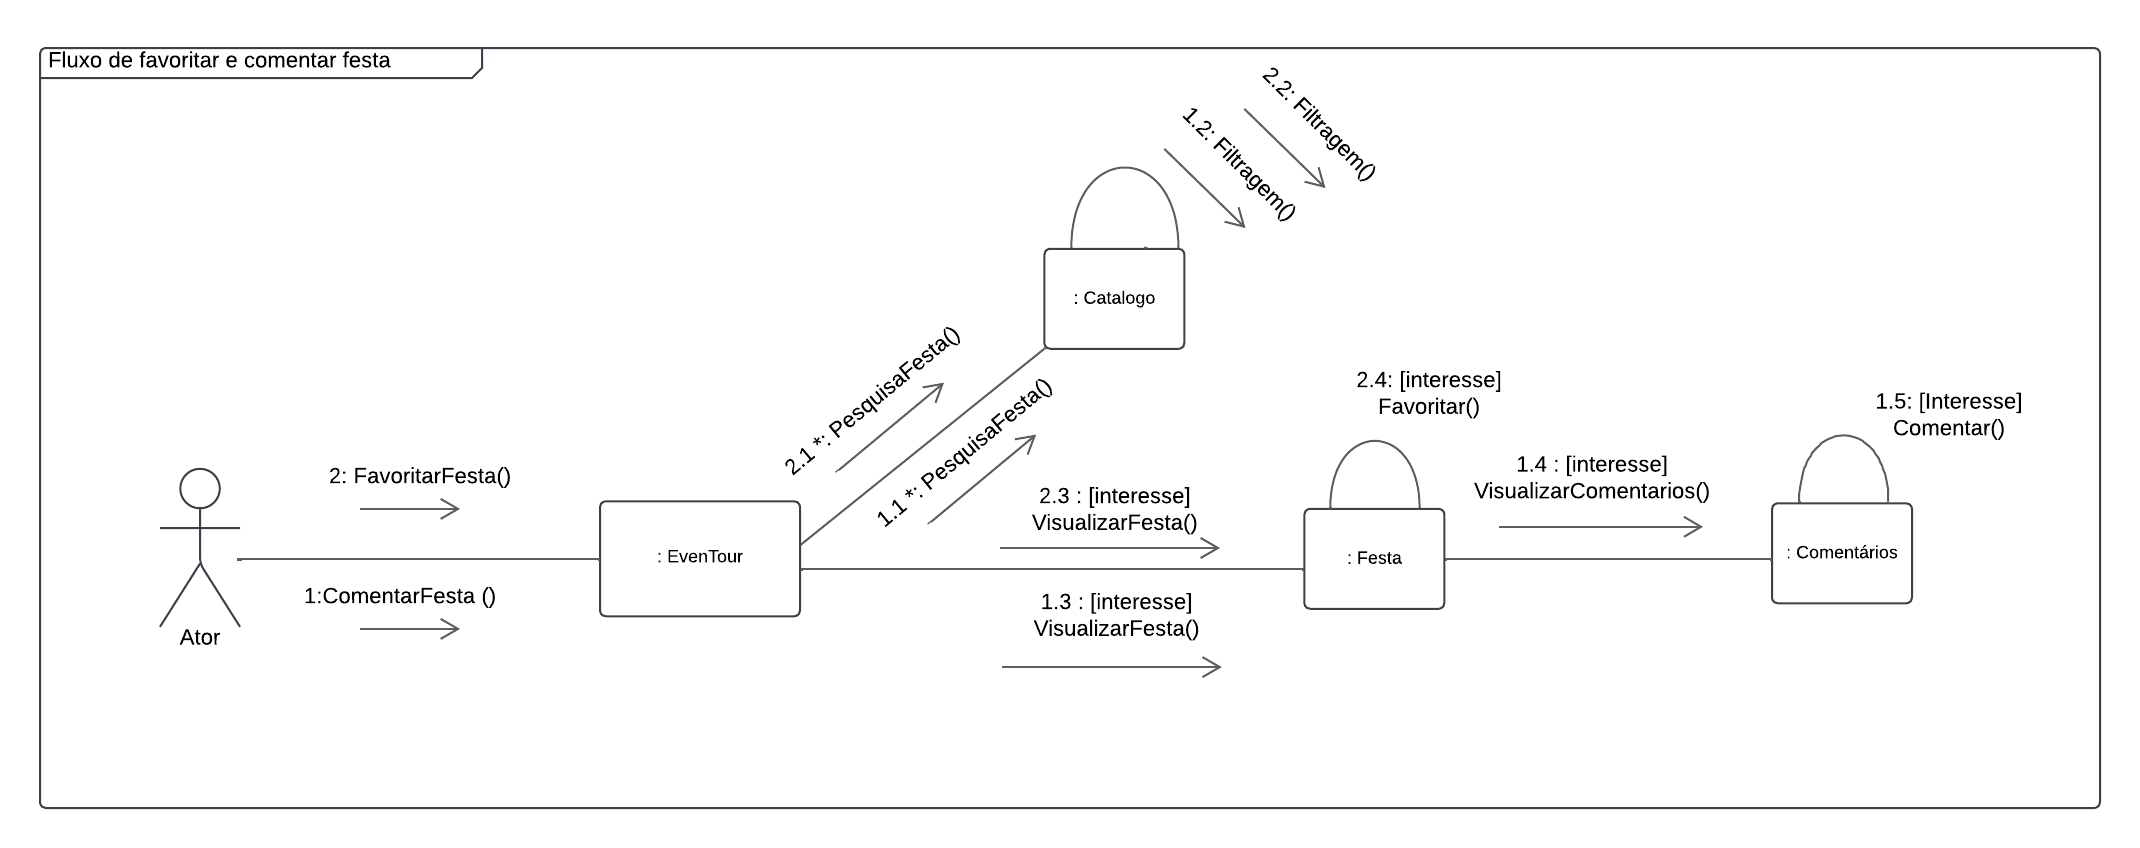 Fluxo de favoritar e comentar festa
2.2: Filtragem()
1.2: Filtragem()
: Catalogo
2.1 *: PesquisaFesta()
1.1 *: PesquisaFesta()
2.4: [interesse]
Favoritar()
1.5: [Interesse]
Comentar()
2: FavoritarFesta()
1.4 : [interesse]
VisualizarComentarios()
2.3 : [interesse]
VisualizarFesta()
: EvenTour
: Festa
: Comentários
1:ComentarFesta ()
1.3 : [interesse]
VisualizarFesta()
Ator